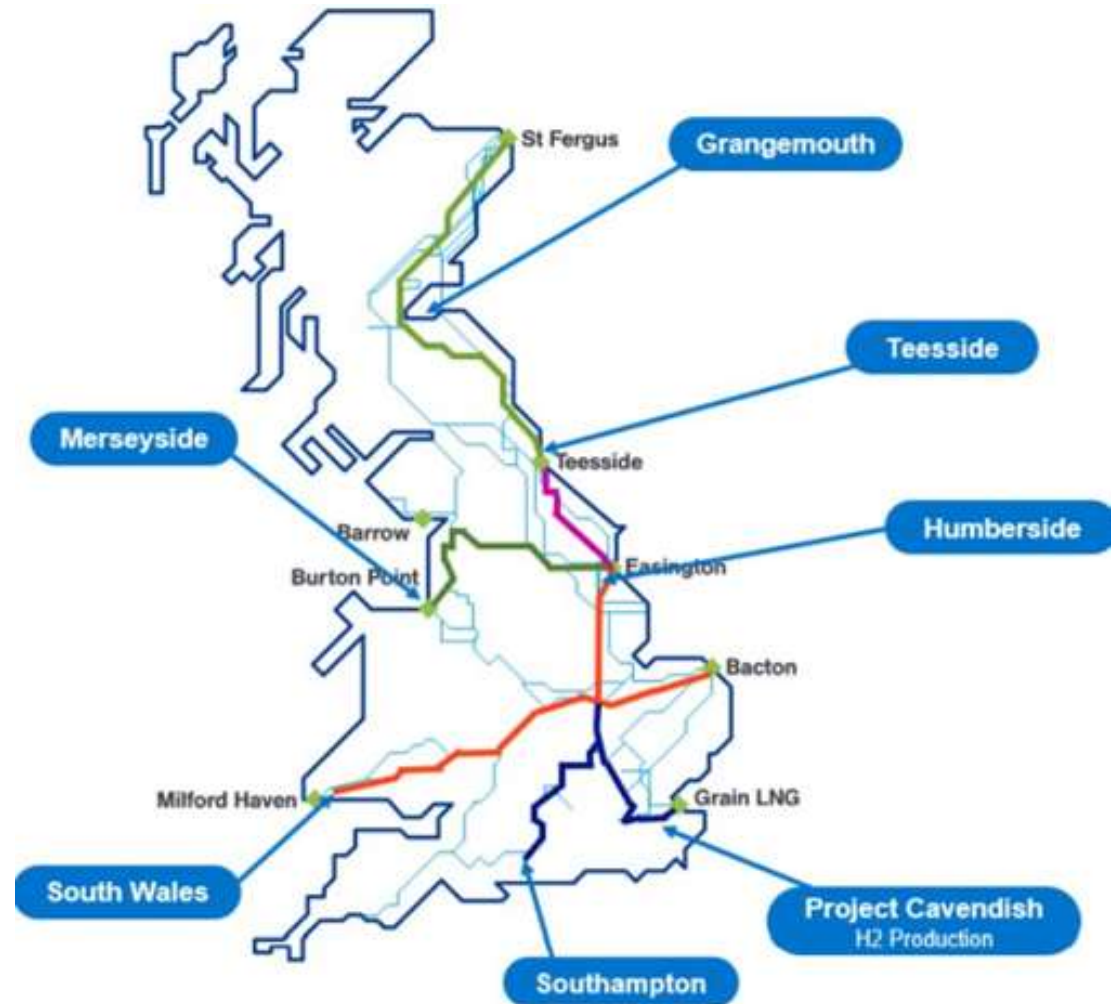 St Fergus
Grangemouth
Teesside
Merseyside
Teesside
Humberside
Barrow
Easington
Burton Point
Bacton
Milford Haven
Grain LNG
South Wales
Project Cavendish
H2 Production
Southampton